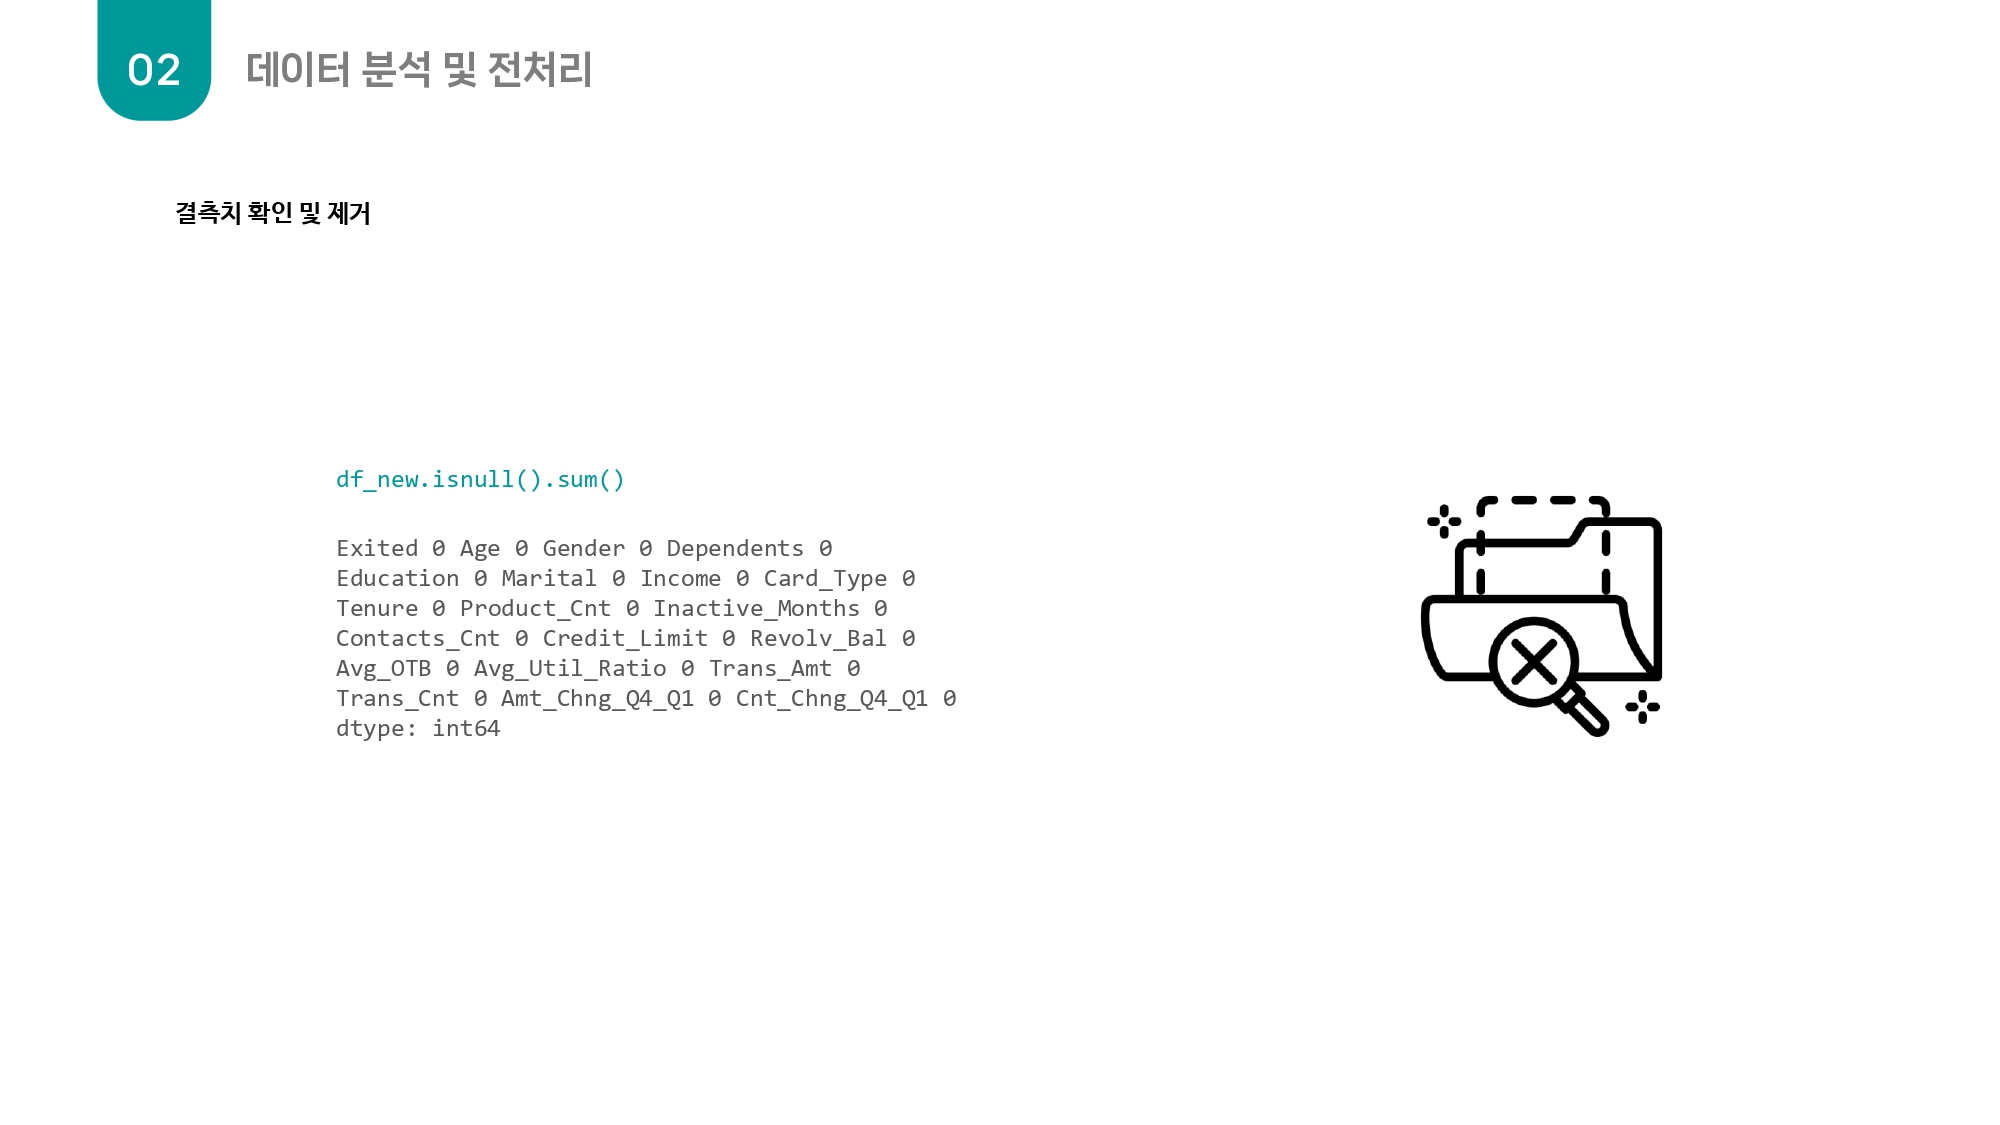 02
데이터 분석 및 전처리
결측치 확인 및 제거
df_new.isnull().sum()
Exited 0 Age 0 Gender 0 Dependents 0
Education 0 Marital 0 Income 0 Card_Type 0
Tenure 0 Product_Cnt 0 Inactive_Months 0
Contacts_Cnt 0 Credit_Limit 0 Revolv_Bal 0
Avg_OTB 0 Avg_Util_Ratio 0 Trans_Amt 0
Trans_Cnt 0 Amt_Chng_Q4_Q1 0 Cnt_Chng_Q4_Q1 0
dtype: int64